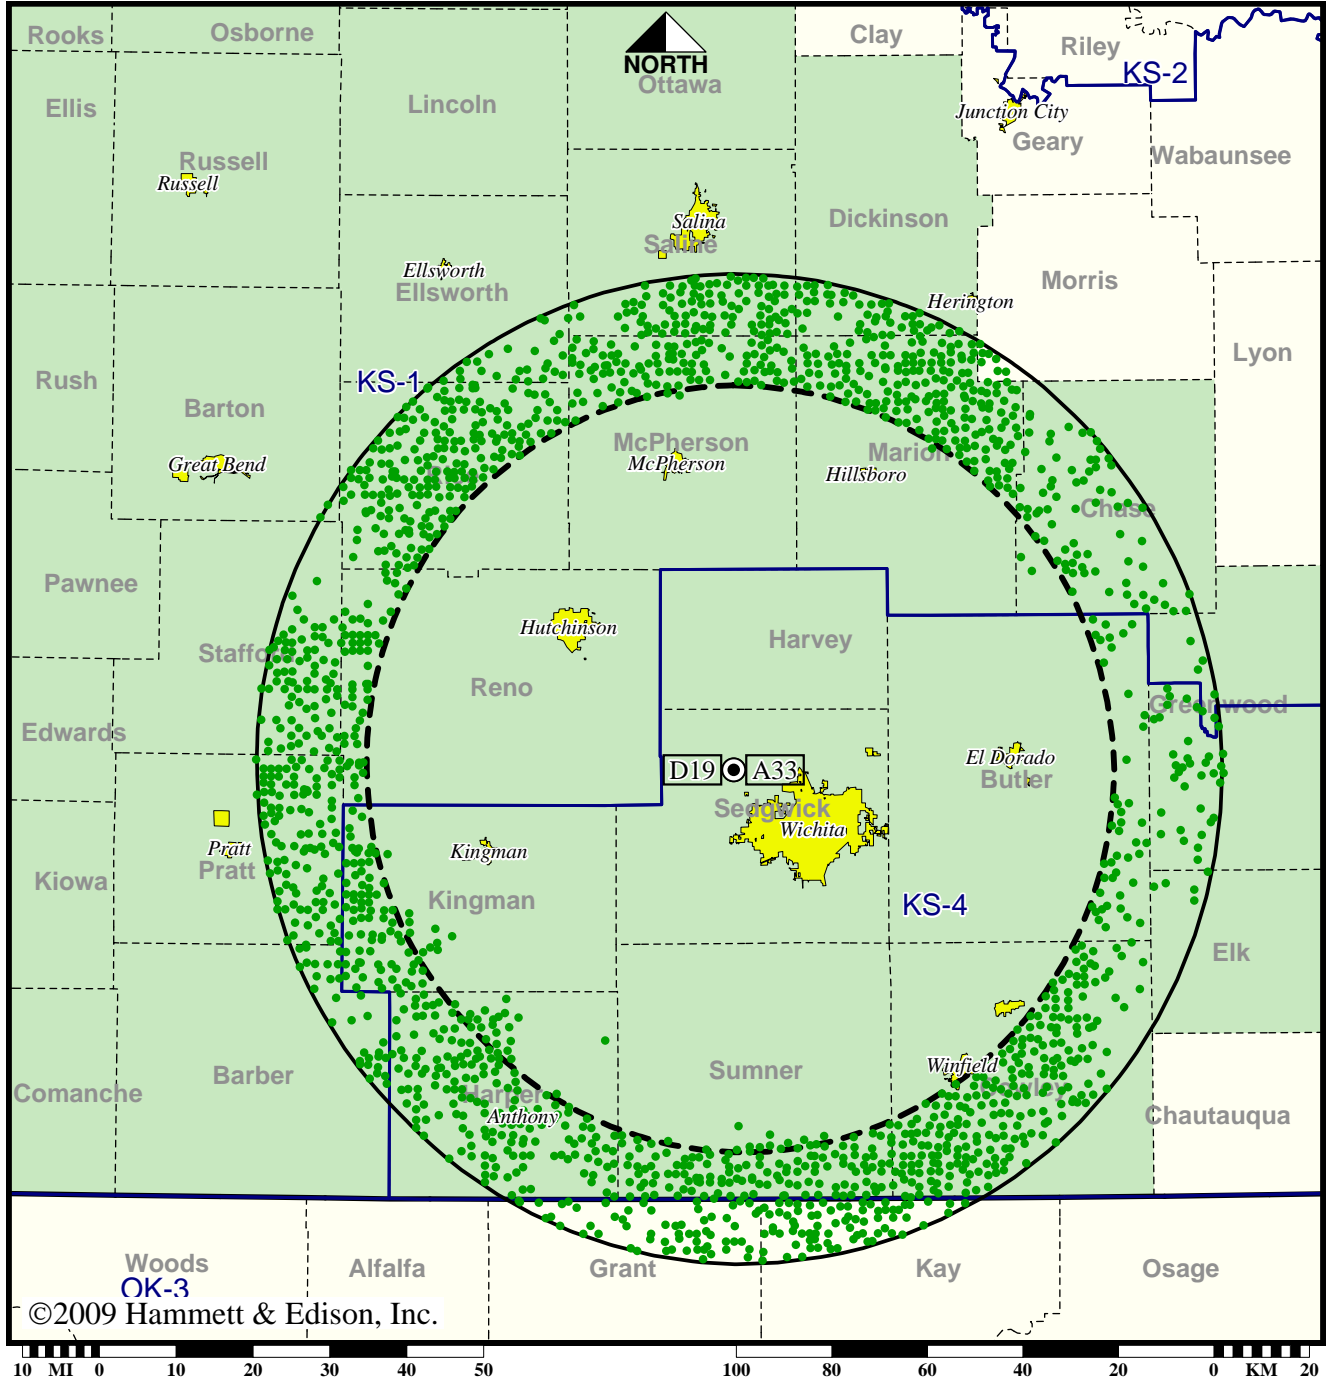 Rooks
Osborne
Clay
Riley
NORTH
KS-2
Ottawa
Ellis
Lincoln
Junction City
Geary
Wabaunsee
Russell
Russell
Salina
Saline
Dickinson
Ellsworth
Ellsworth
Herington
Morris
Lyon
Rush
KS-1
Barton
McPherson
Marion
Great Bend
McPherson
Hillsboro
Rice
Chase
Pawnee
Hutchinson
Harvey
Stafford
Reno
Greenwood
Edwards
D19
A33
El Dorado
Butler
Sedgwick
Wichita
Pratt
Pratt
Kingman
Kiowa
Kingman
KS-4
Elk
Winfield
Sumner
Barber
Cowley
Comanche
Harper
Anthony
Chautauqua
Woods
Alfalfa
Grant
Kay
Osage
OK-3
©2009 Hammett & Edison, Inc.
10 MI 0 10 20 30 40 50 100 80 60 40 20 0 KM 20